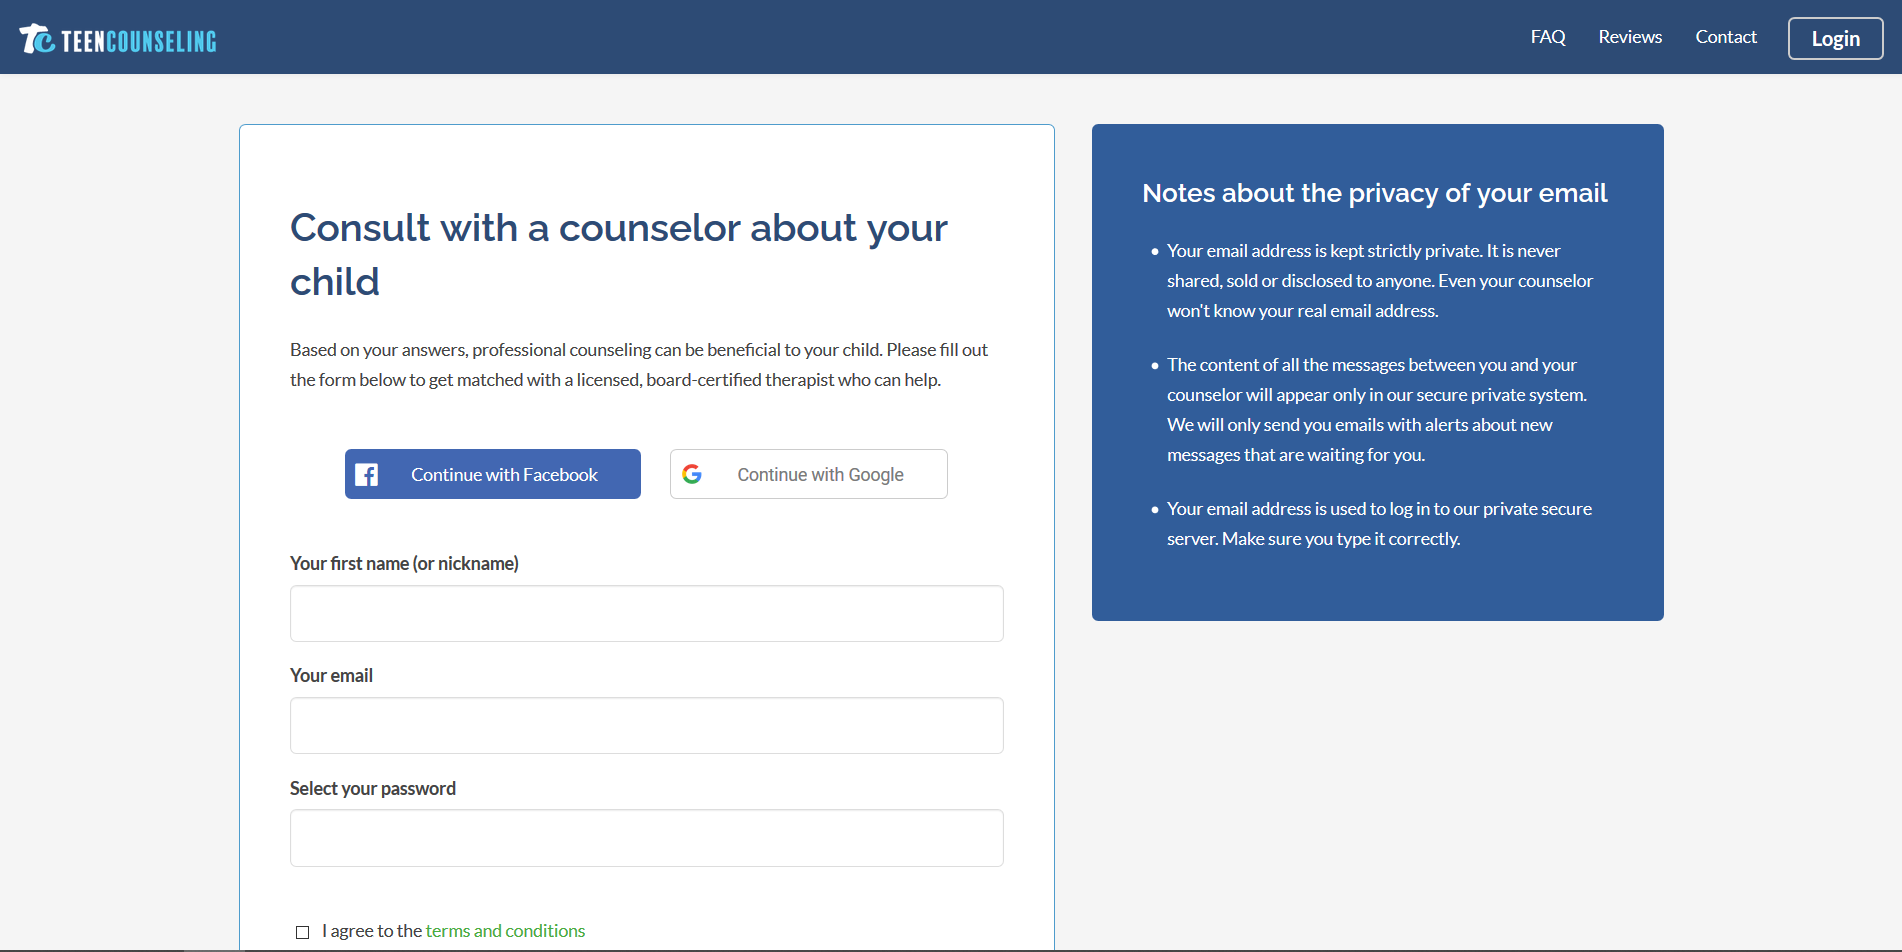 TC TEENCOUNSELING
FAQ Reviews Contact Login
Consult with a counselor about your
child
Based on your answers, professional counseling can be beneficial to your child. Please fill out
the form below to get matched with a licensed, board-certified therapist who can help.
Continue with Facebook
Continue with Google
Your first name (or nickname)
Your email
Select your password
I agree to the terms and conditions
Notes about the privacy of your email
• Your email address is kept strictly private. It is never
shared, sold or disclosed to anyone. Even your counselor
won't know your real email address.
• The content of all the messages between you and your
counselor will appear only in our secure private system.
We will only send you emails with alerts about new
messages that are waiting for you.
• Your email address is used to log in to our private secure
server. Make sure you type it correctly.